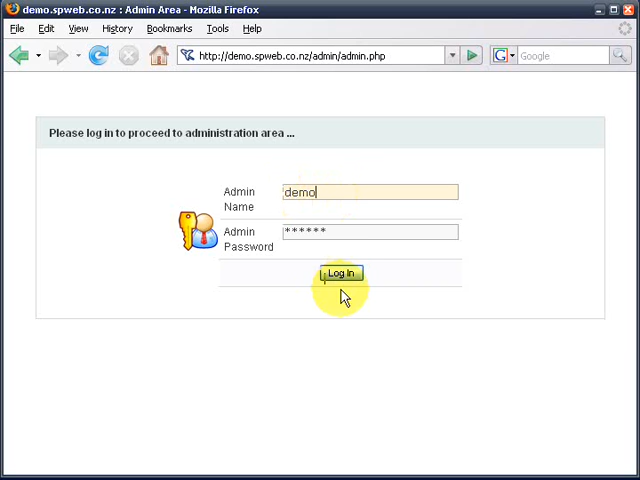 demo.spweb.co.nz : Admin Area - Mozilla Firefox
File Edit View History Bookmarks Tools Help
http://demo.spweb.co.nz/admin/admin.php
Google
Please log in to proceed to administration area ...
Admin Name
demo
Admin Password
******
Log In